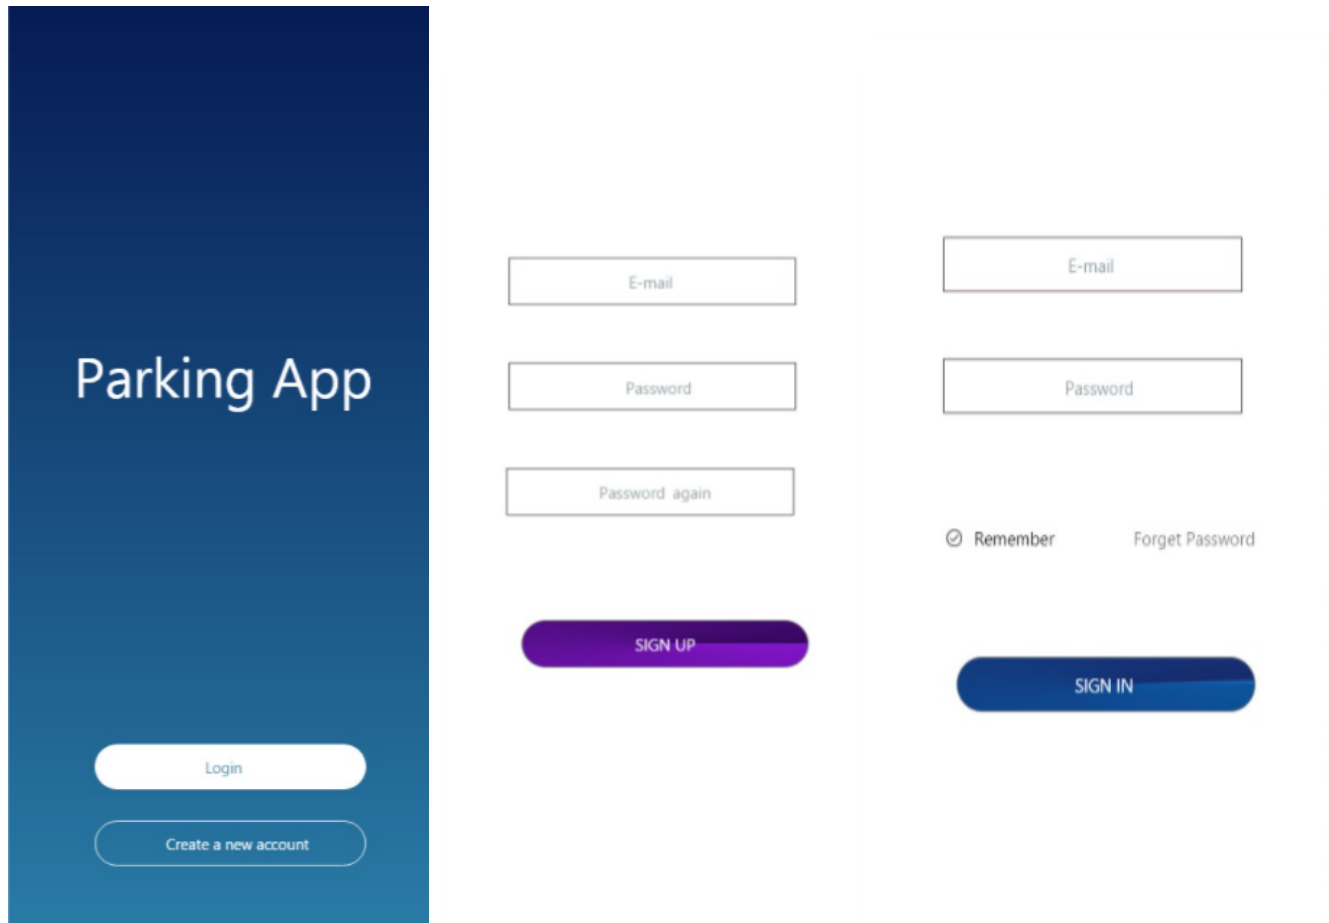 Parking App
Login
Create a new account
E-mail
Password
Password again
SIGN UP
E-mail
Password
Remember
Forget Password
SIGN IN